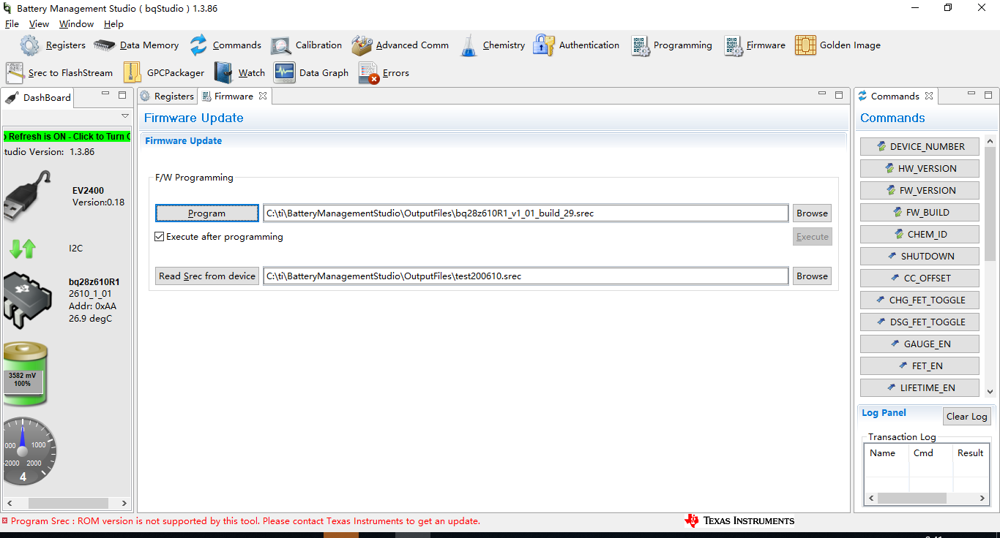 Battery Management Studio ( bqStudio ) 1.3.86
File View Window Help
Registers Data Memory Commands Calibration Advanced Comm Chemistry Authentication Programming Firmware Golden Image
Srec to FlashStream GPCPackager Watch Data Graph Errors
DashBoard
o Refresh is ON - Click to Turn O
tudio Version: 1.3.86
EV2400
Version:0.18
I2C
bq28z610R1
2610_1_01
Addr: 0xAA
26.9 degC
3582 mV
100%
000 1000
-2000 2000
4
Registers Firmware
Firmware Update
Firmware Update
F/W Programming
Program C:\ti\BatteryManagementStudio\OutputFiles\bq28z610R1_v1_01_build_29.srec Browse
Execute after programming Execute
Read Srec from device C:\ti\BatteryManagementStudio\OutputFiles\test200610.srec Browse
Commands
Commands
DEVICE_NUMBER
HW_VERSION
FW_VERSION
FW_BUILD
CHEM_ID
SHUTDOWN
CC_OFFSET
CHG_FET_TOGGLE
DSG_FET_TOGGLE
GAUGE_EN
FET_EN
LIFETIME_EN
Log Panel Clear Log
Transaction Log
Name Cmd Result
Program Srec : ROM version is not supported by this tool. Please contact Texas Instruments to get an update.
TEXAS INSTRUMENTS